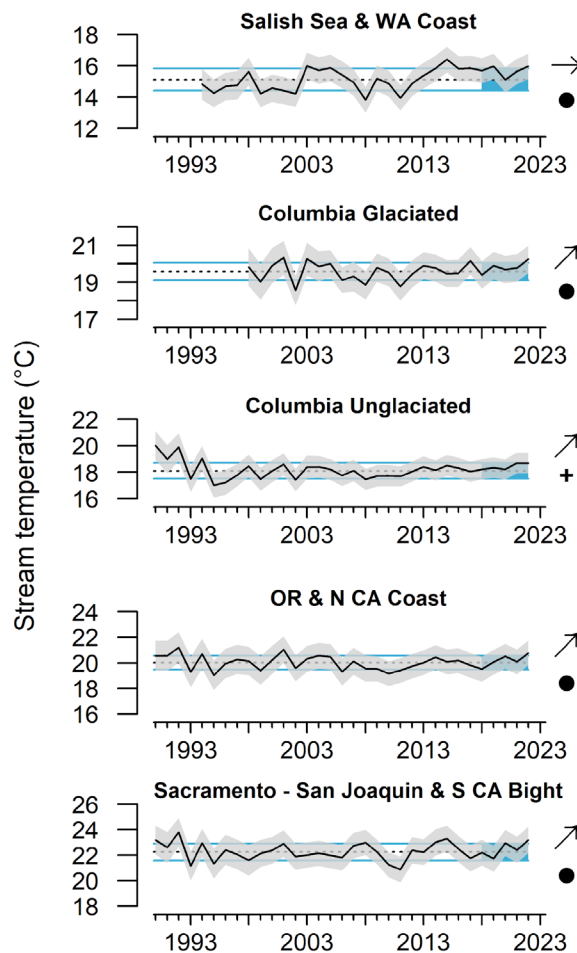 Stream temperature (°C)
Salish Sea & WA Coast
18
16
14
12
1993 2003 2013 2023
Columbia Glaciated
21
19
17
1993 2003 2013 2023
Columbia Unglaciated
22
20
18
16
1993 2003 2013 2023
+
OR & N CA Coast
24
22
20
18
16
1993 2003 2013 2023
Sacramento - San Joaquin & S CA Bight
26
24
22
20
18
1993 2003 2013 2023